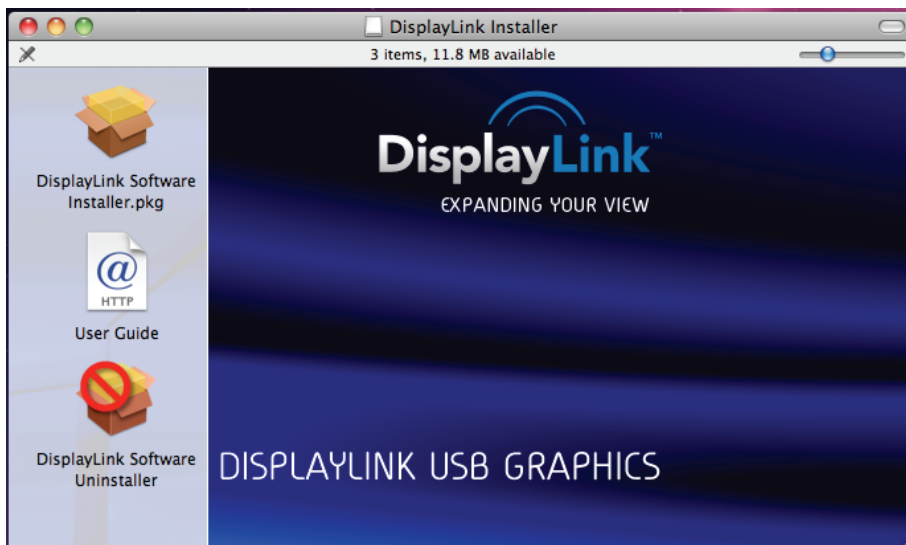 DisplayLink Installer
3 items, 11.8 MB available
DisplayLink™
EXPANDING YOUR VIEW
DisplayLink Software
Installer.pkg
@
HTTP
User Guide
DisplayLink Software
Uninstaller
DISPLAYLINK USB GRAPHICS